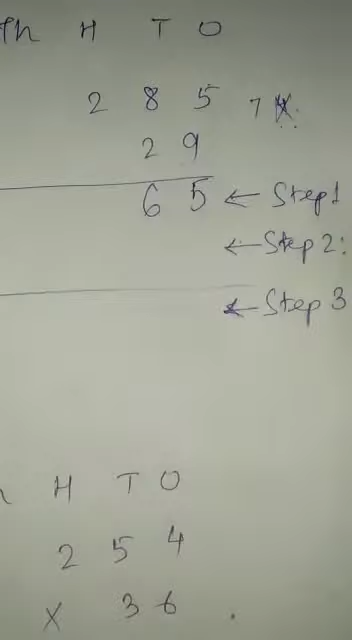 Th H T O
2 8 5
2 9
6 5 ← Step 1
← Step 2:
← Step 3
H T O
2 5 4
X 3 6